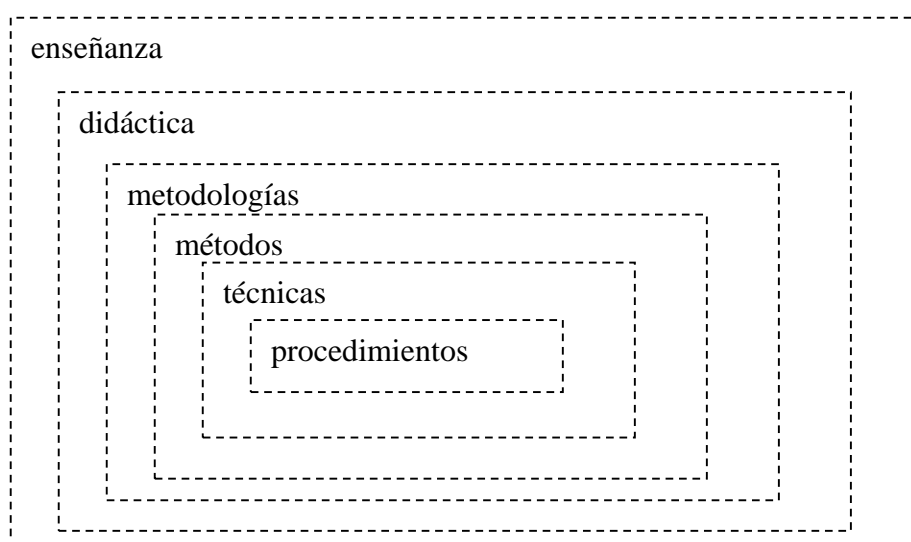 enseñanza
didáctica
metodologías
métodos
técnicas
procedimientos